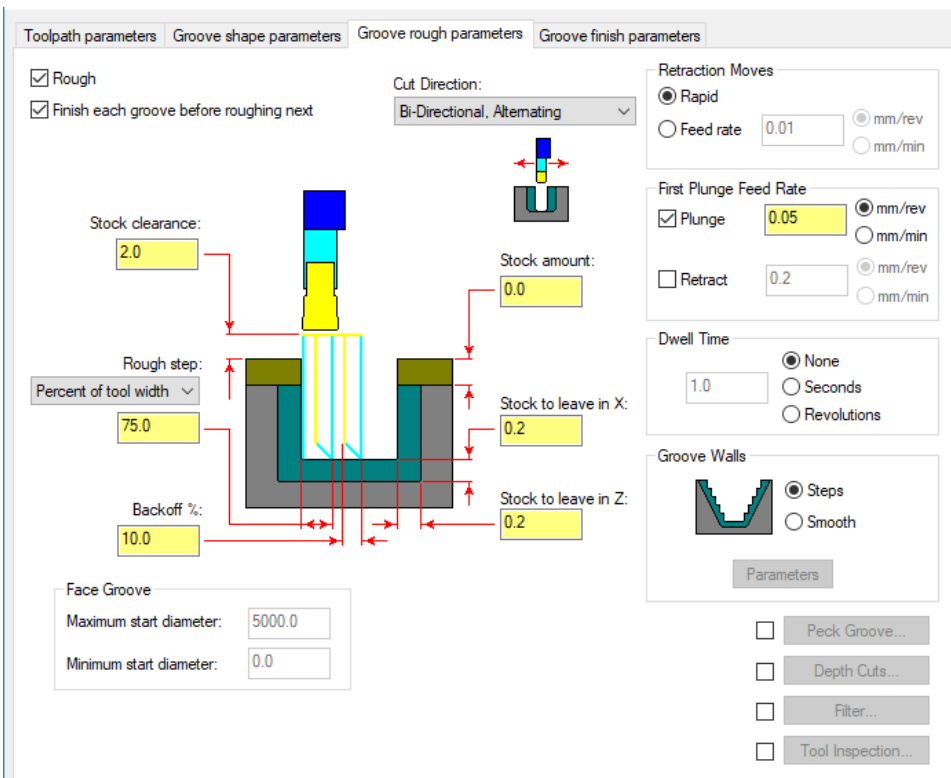 Toolpath parameters
Groove shape parameters
Groove rough parameters
Groove finish parameters
Rough
Finish each groove before roughing next
Cut Direction:
Bi-Directional, Alternating
Stock clearance:
2.0
Rough step:
Percent of tool width
75.0
Backoff %:
10.0
Stock amount:
0.0
Stock to leave in X:
0.2
Stock to leave in Z:
0.2
Face Groove
Maximum start diameter:
5000.0
Minimum start diameter:
0.0
Retraction Moves
Rapid
Feed rate
0.01
mm/rev
mm/min
First Plunge Feed Rate
Plunge
0.05
mm/rev
mm/min
Retract
0.2
mm/rev
mm/min
Dwell Time
1.0
None
Seconds
Revolutions
Groove Walls
Steps
Smooth
Parameters
Peck Groove...
Depth Cuts...
Filter...
Tool Inspection...